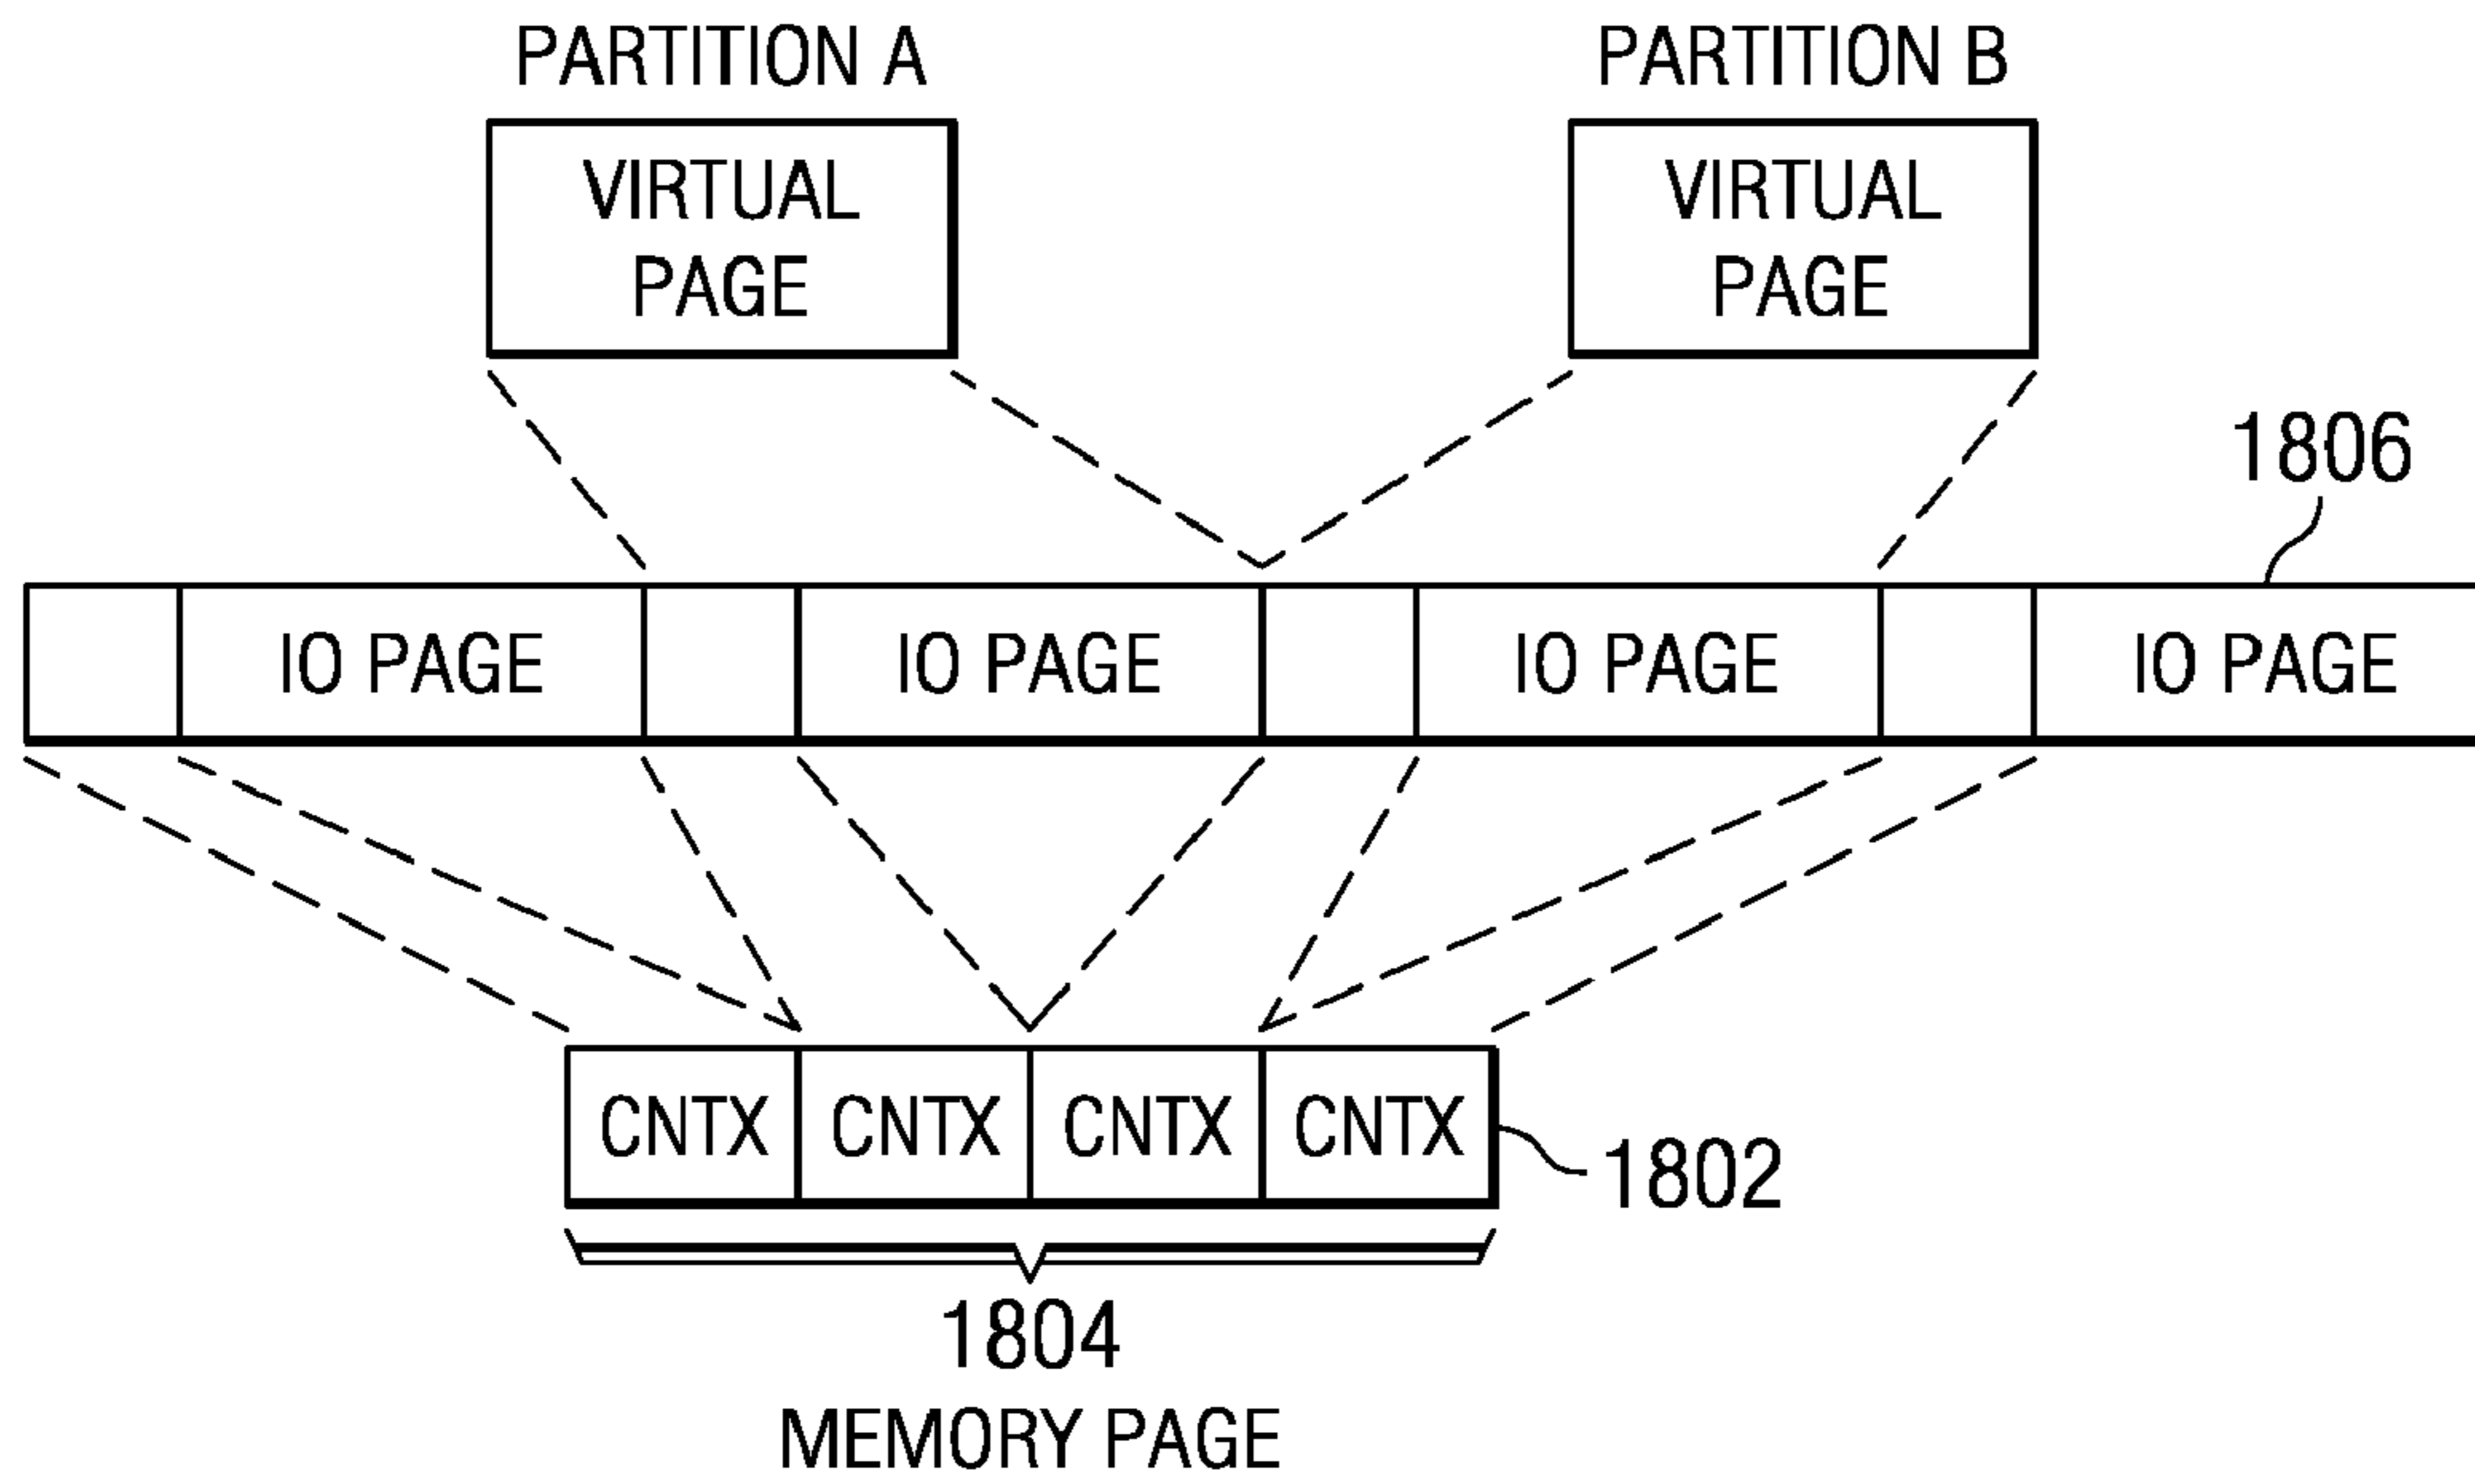 PARTITION A
PARTITION B
VIRTUAL
PAGE
VIRTUAL
PAGE
1806
IO PAGE
IO PAGE
IO PAGE
IO PAGE
CNTX
CNTX
CNTX
CNTX
1802
1804
MEMORY PAGE